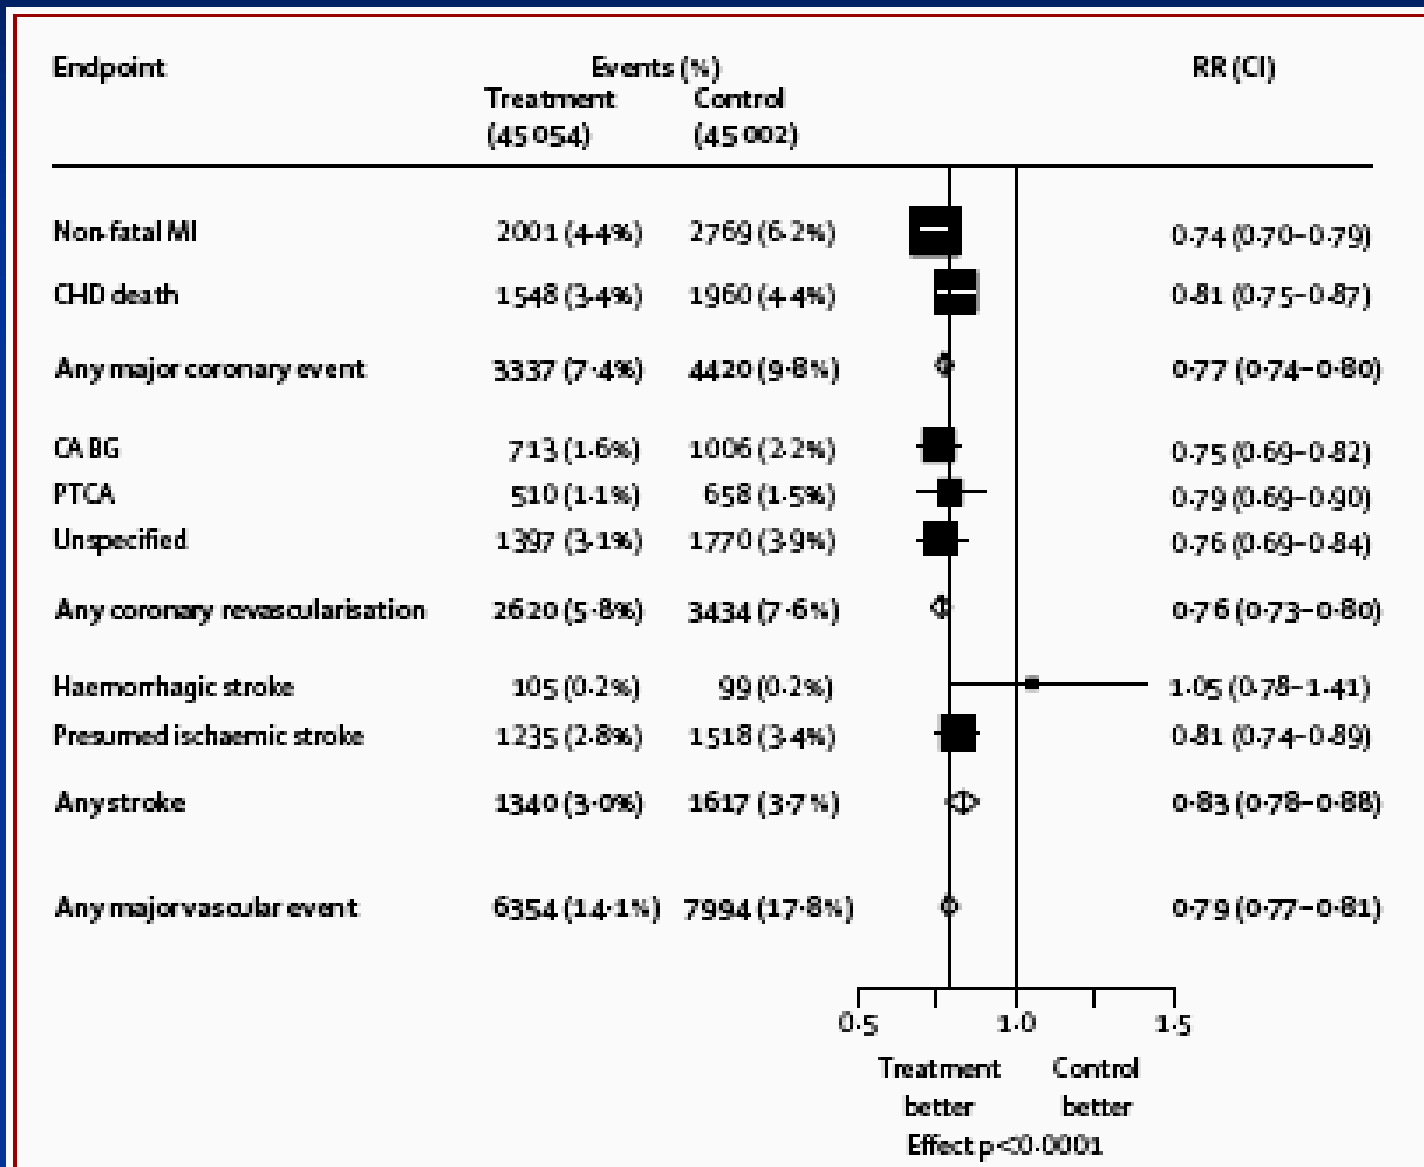 Endpoint Events (%) RR (CI)
Treatment Control
(45 054) (45 002)
Non-fatal MI 2001 (4·4%) 2769 (6·2%) 0·74 (0·70–0·79)
CHD death 1548 (3·4%) 1960 (4·4%) 0·81 (0·75–0·87)
Any major coronary event 3337 (7·4%) 4420 (9·8%) 0·77 (0·74–0·80)
CABG 713 (1·6%) 1006 (2·2%) 0·75 (0·69–0·82)
PTCA 510 (1·1%) 658 (1·5%) 0·79 (0·69–0·90)
Unspecified 1397 (3·1%) 1770 (3·9%) 0·76 (0·69–0·84)
Any coronary revascularisation 2620 (5·8%) 3434 (7·6%) 0·76 (0·73–0·80)
Haemorrhagic stroke 105 (0·2%) 99 (0·2%) 1·05 (0·78–1·41)
Presumed ischaemic stroke 1235 (2·8%) 1518 (3·4%) 0·81 (0·74–0·89)
Any stroke 1340 (3·0%) 1617 (3·7%) 0·83 (0·78–0·88)
Any major vascular event 6354 (14·1%) 7994 (17·8%) 0·79 (0·77–0·81)
0·5 1·0 1·5
Treatment Control
better better
Effect p<0·0001